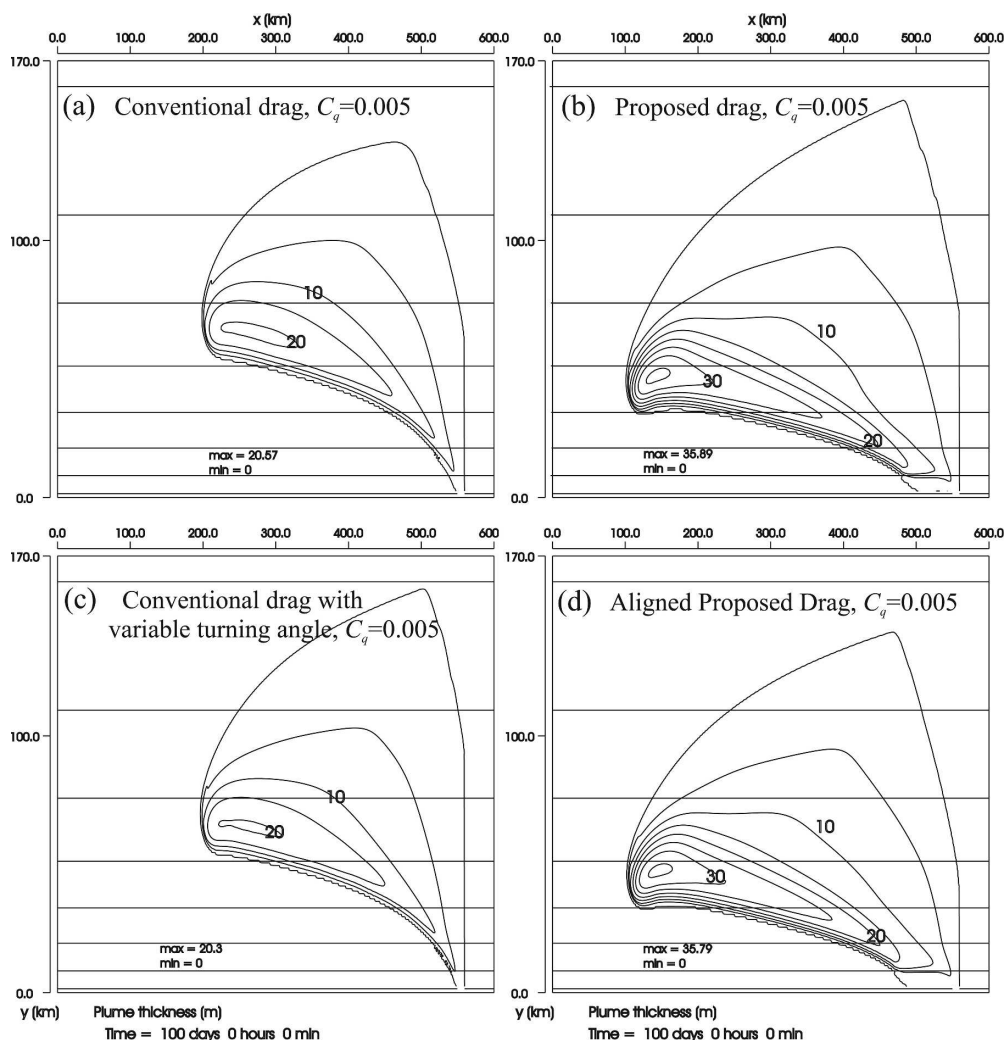 x (km) x (km)
0.0 100.0 200.0 300.0 400.0 500.0 600.0 0.0 100.0 200.0 300.0 400.0 500.0 600.0
170.0 170.0
(a) Conventional drag, Cq=0.005
(b) Proposed drag, Cq=0.005
100.0 100.0
10
10
20
30
20
max = 20.57
min = 0
max = 35.89
min = 0
0.0 0.0
0.0 100.0 200.0 300.0 400.0 500.0 600.0 0.0 100.0 200.0 300.0 400.0 500.0 600.0
170.0 170.0
(c) Conventional drag with
variable turning angle, Cq=0.005
(d) Aligned Proposed Drag, Cq=0.005
100.0 100.0
10
10
20
30
20
max = 20.3
min = 0
max = 35.79
min = 0
0.0 0.0
y (km) Plume thickness (m) y (km) Plume thickness (m)
Time = 100 days 0 hours 0 min Time = 100 days 0 hours 0 min